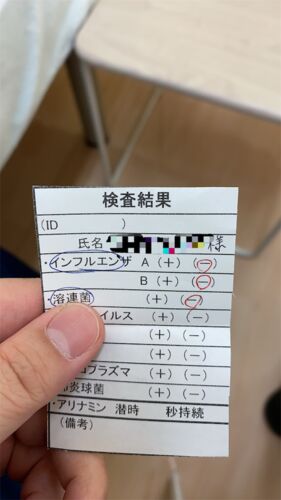 検査結果
(ID )
氏名 様
・インフルエンザ A (+) (−)
B (+) (−)
・溶連菌 (+) (−)
イルス (+) (−)
(+) (−)
(+) (−)
プラズマ (+) (−)
炎球菌 (+) (−)
・アリナミン 潜時 秒持続
(備考)